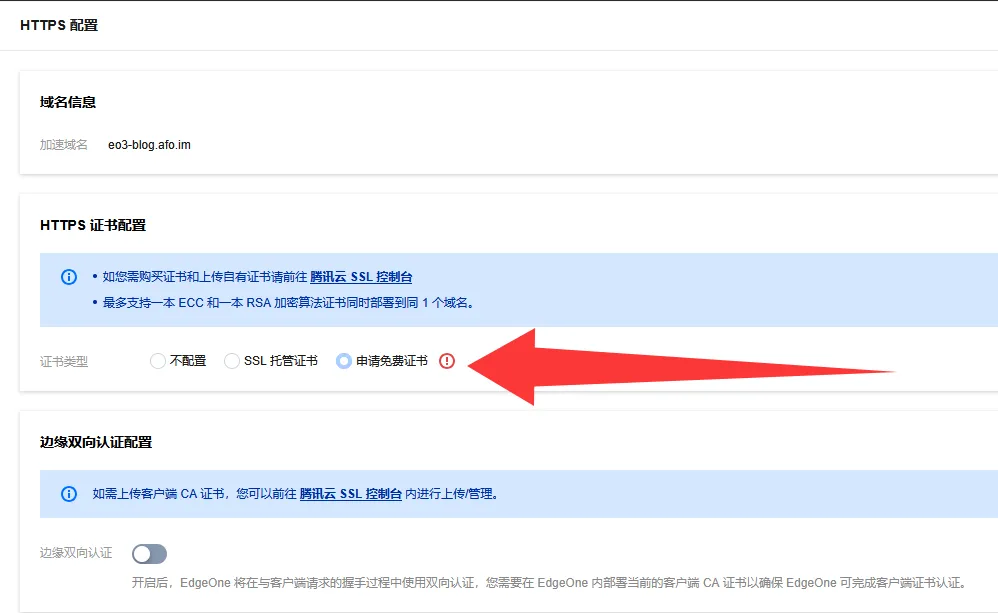 HTTPS 配置
域名信息
加速域名 eo3-blog.afo.im
HTTPS 证书配置
• 如您需购买证书和上传自有证书请前往 腾讯云 SSL 控制台
• 最多支持一本 ECC 和一本 RSA 加密算法证书同时部署到同 1 个域名。
证书类型 不配置 SSL 托管证书 申请免费证书
边缘双向认证配置
如需上传客户端 CA 证书，您可以前往 腾讯云 SSL 控制台 内进行上传/管理。
边缘双向认证
开启后，EdgeOne 将在与客户端请求的握手过程中使用双向认证，您需要在 EdgeOne 内部署当前的客户端 CA 证书以确保 EdgeOne 可完成客户端证书认证。